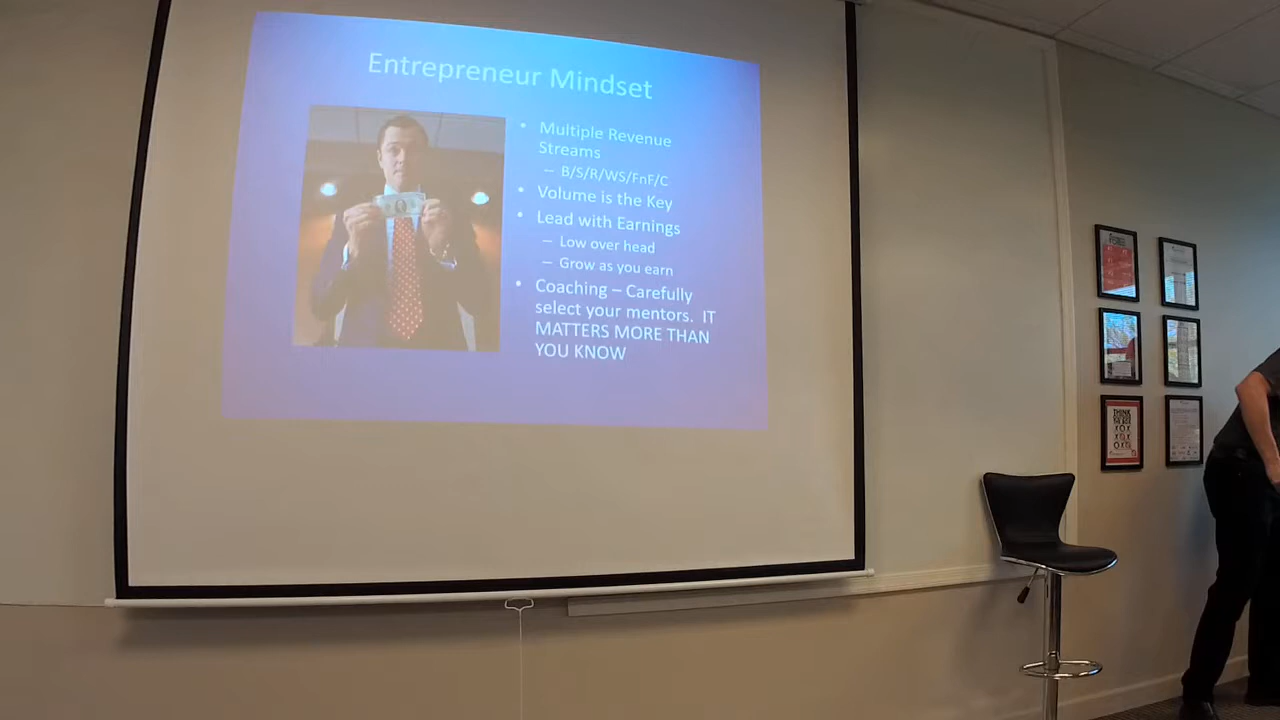 Entrepreneur Mindset
• Multiple Revenue
Streams
– B/S/R/WS/FnF/C
• Volume is the Key
• Lead with Earnings
– Low over head
– Grow as you earn
• Coaching – Carefully
select your mentors. IT
MATTERS MORE THAN
YOU KNOW
THINK